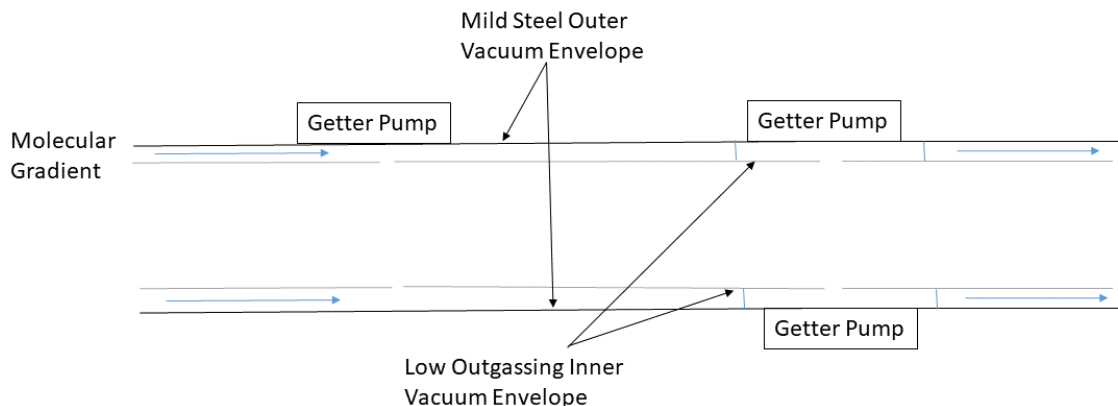 Mild Steel Outer
Vacuum Envelope
Getter Pump
Getter Pump
Molecular
Gradient
Getter Pump
Low Outgassing Inner
Vacuum Envelope